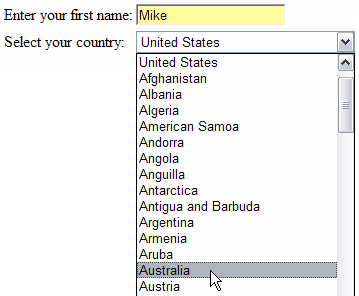 Enter your first name: Mike
Select your country: United States
United States
Afghanistan
Albania
Algeria
American Samoa
Andorra
Angola
Anguilla
Antarctica
Antigua and Barbuda
Argentina
Armenia
Aruba
Australia
Austria